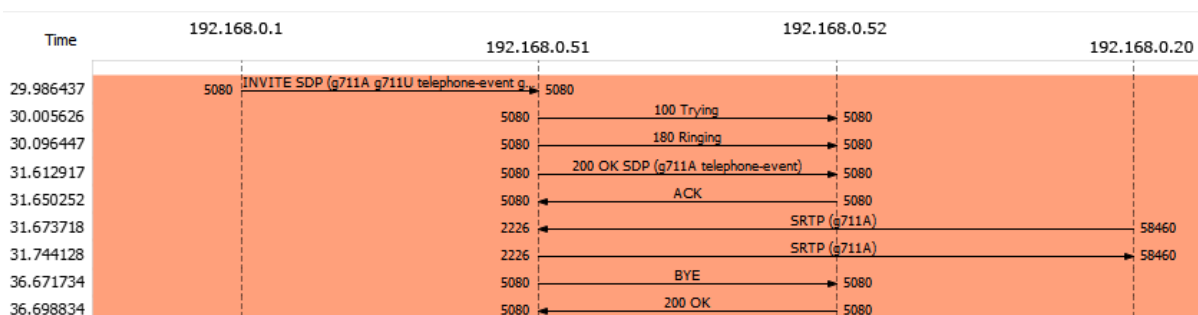 192.168.0.1 192.168.0.52
Time 192.168.0.51 192.168.0.20
29.986437 5080 INVITE SDP (g711A g711U telephone-event g... 5080
30.005626 5080 100 Trying 5080
30.096447 5080 180 Ringing 5080
31.612917 5080 200 OK SDP (g711A telephone-event) 5080
31.650252 5080 ACK 5080
31.673718 2226 SRTP (g711A) 58460
31.744128 2226 SRTP (g711A) 58460
36.671734 5080 BYE 5080
36.698834 5080 200 OK 5080